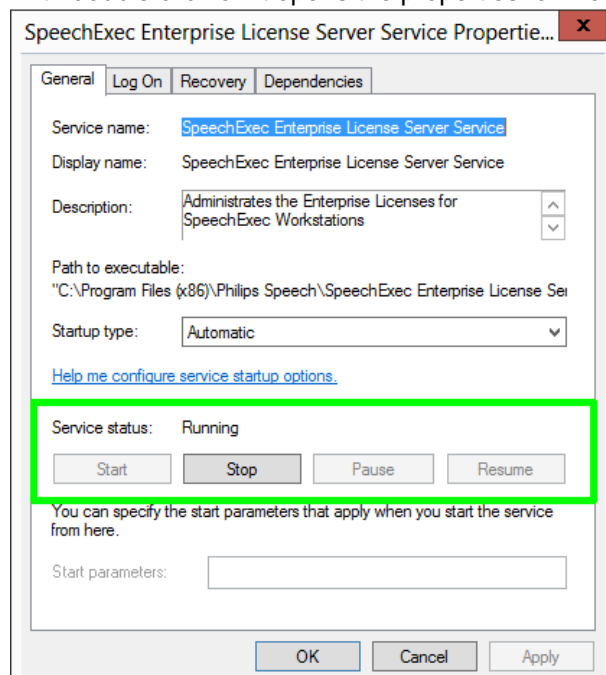 SpeechExec Enterprise License Server Service Propertie... x
General Log On Recovery Dependencies
Service name: SpeechExec Enterprise License Server Service
Display name: SpeechExec Enterprise License Server Service
Description: Administrates the Enterprise Licenses for
SpeechExec Workstations
Path to executable:
"C:\Program Files (x86)\Philips Speech\SpeechExec Enterprise License Ser
Startup type: Automatic
Help me configure service startup options.
Service status: Running
Start Stop Pause Resume
You can specify the start parameters that apply when you start the service
from here.
Start parameters:
OK Cancel Apply